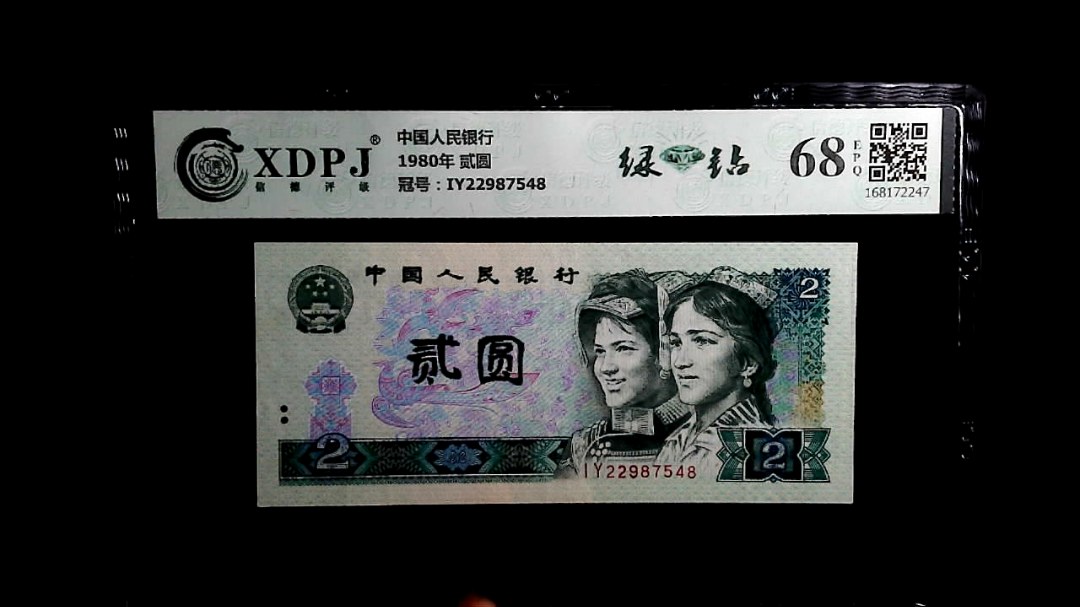 XDPJ®
信德评级
中国人民银行
1980年 贰圆
冠号：IY22987548
绿钻
68
EPQ
168172247
中国人民银行
2
贰圆
2
2
IY22987548